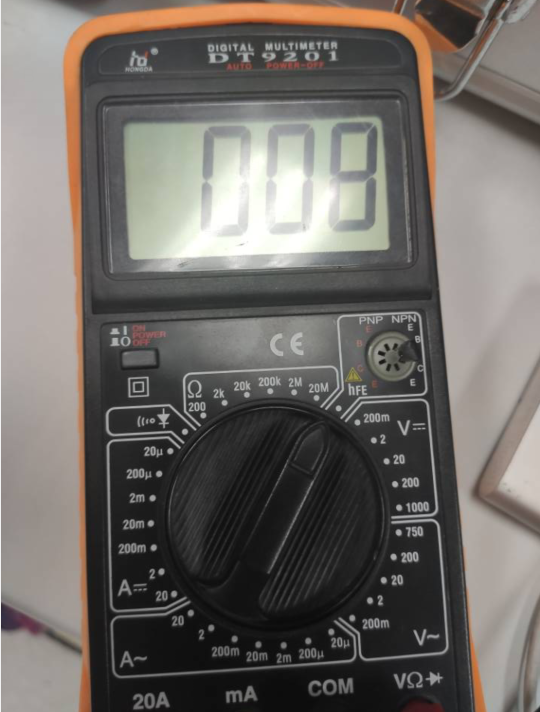 hd®
HONGDA
DIGITAL MULTIMETER
DT9201
AUTO POWER-OFF
008
ON
POWER
OFF
CE
PNP NPN
E E
B B
C C
E E
hFE
Ω
200
2k
20k
200k
2M
20M
200m
2
20
200
1000
V
20µ
200µ
2m
20m
200m
2
20
A
750
200
20
2
200m
V~
20
2
200m
20m
2m
200µ
20µ
A~
20A
mA
COM
VΩ